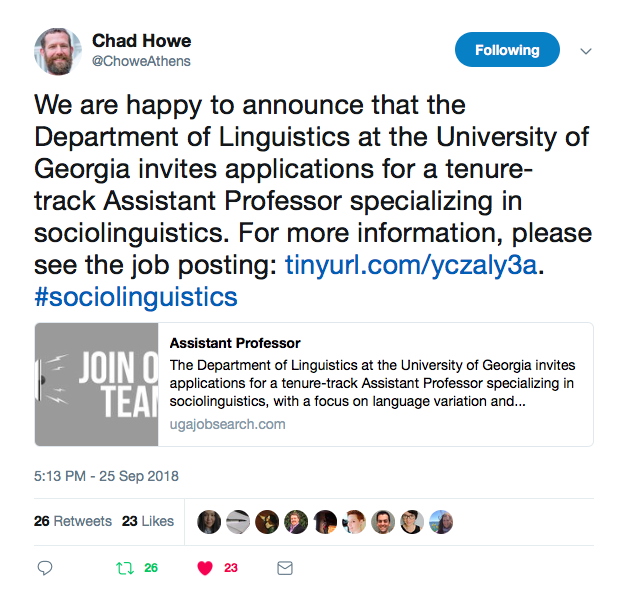 Chad Howe
@ChoweAthens
Following
We are happy to announce that the
Department of Linguistics at the University of
Georgia invites applications for a tenure-
track Assistant Professor specializing in
sociolinguistics. For more information, please
see the job posting: tinyurl.com/yczaly3a.
#sociolinguistics
JOIN O
TEA
Assistant Professor
The Department of Linguistics at the University of Georgia invites
applications for a tenure-track Assistant Professor specializing in
sociolinguistics, with a focus on language variation and...
ugajobsearch.com
5:13 PM - 25 Sep 2018
26 Retweets 23 Likes
26 23